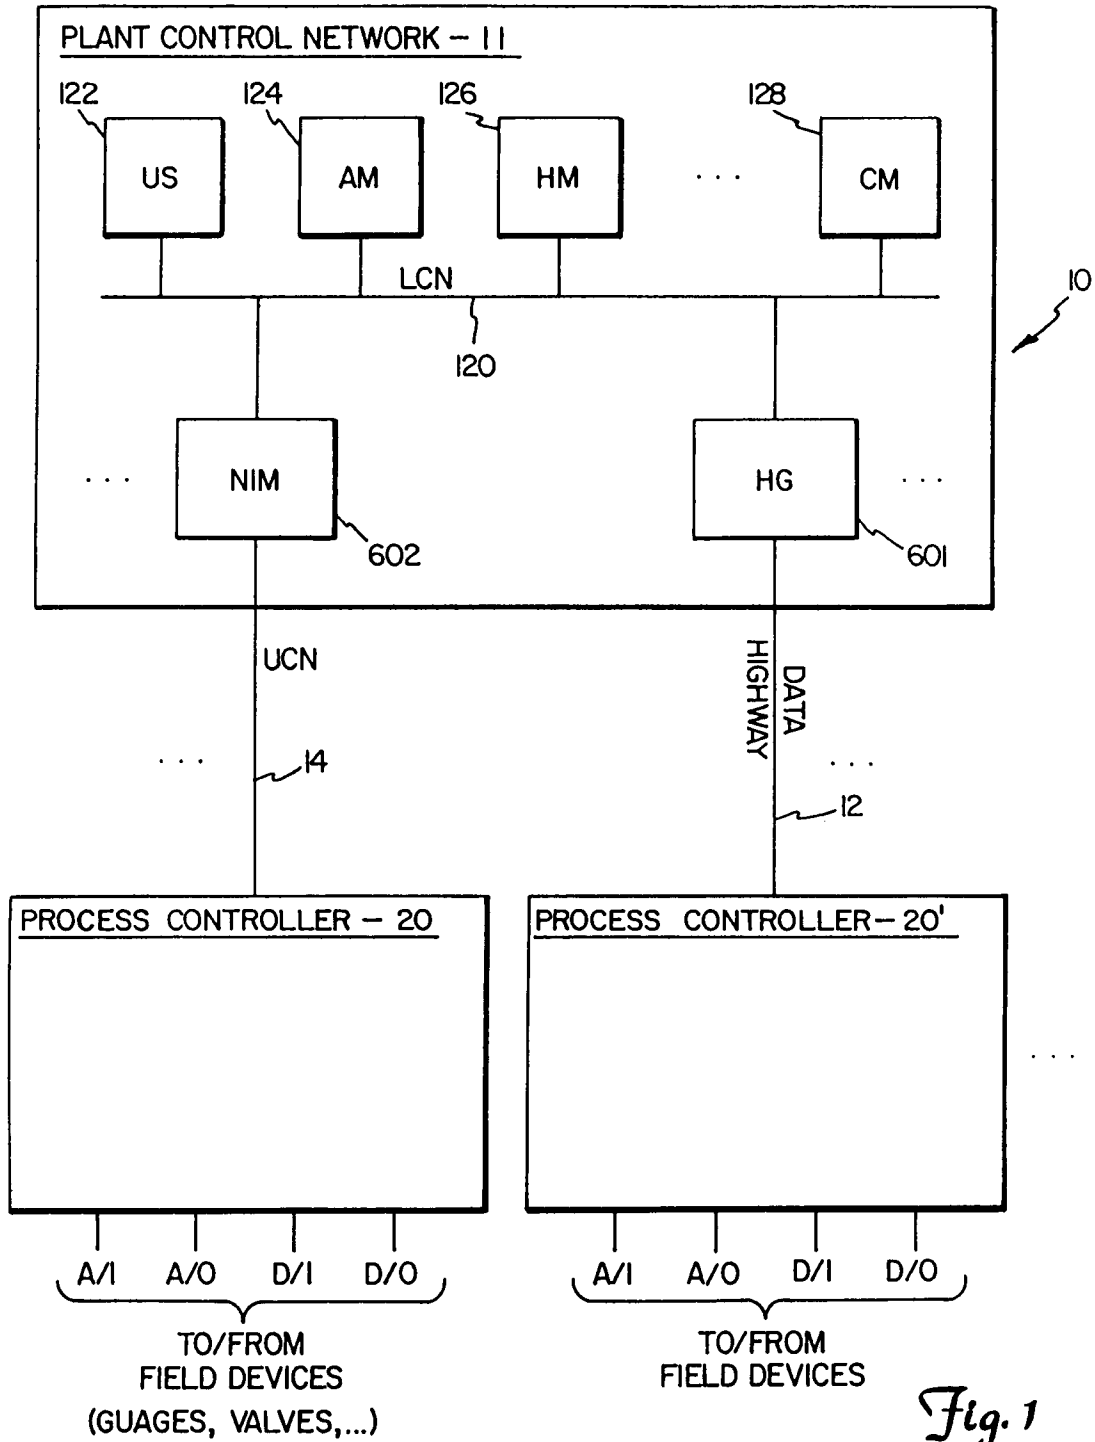 PLANT CONTROL NETWORK - 11
122 124 126 128
US AM HM ... CM
LCN
10
120
... NIM HG ...
602 601
UCN
DATA
HIGHWAY
... 14
...
12
PROCESS CONTROLLER - 20 PROCESS CONTROLLER - 20'
...
A/I A/O D/I D/O A/I A/O D/I D/O
TO/FROM TO/FROM
FIELD DEVICES FIELD DEVICES
(GUAGES, VALVES,...)
Fig. 1